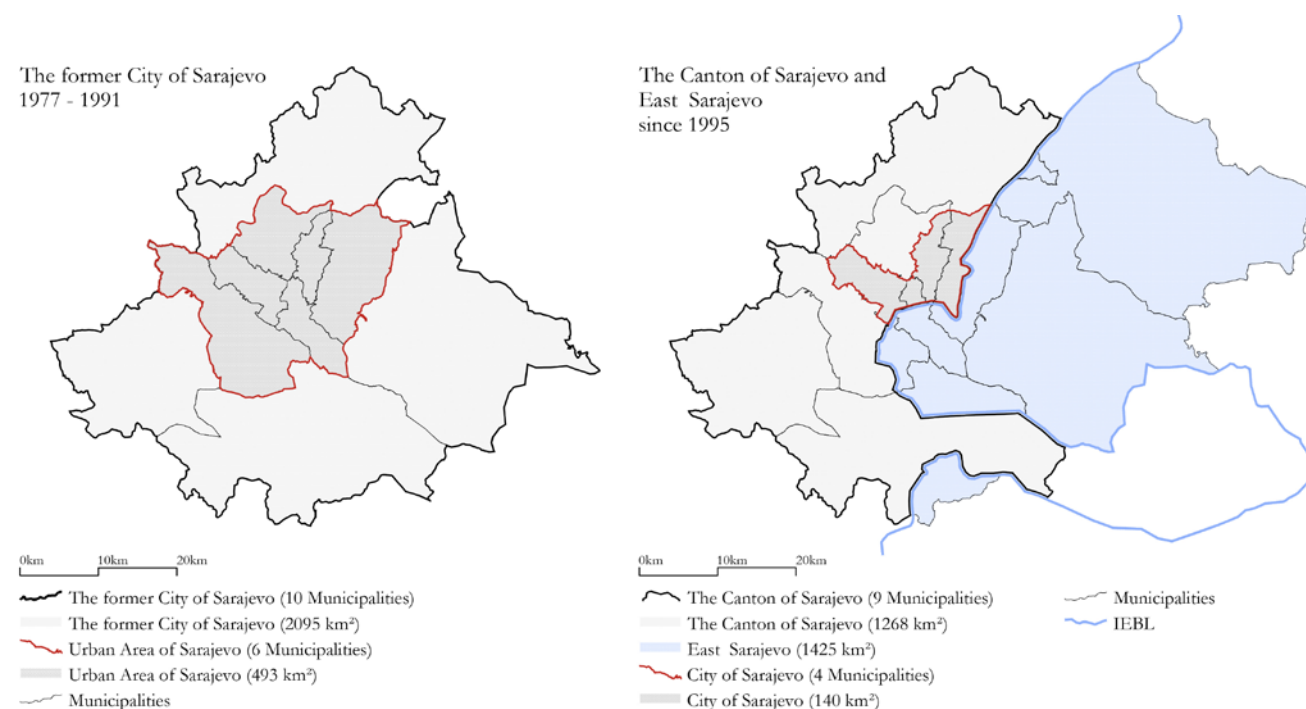 The former City of Sarajevo
1977 - 1991
0km 10km 20km
The former City of Sarajevo (10 Municipalities)
The former City of Sarajevo (2095 km²)
Urban Area of Sarajevo (6 Municipalities)
Urban Area of Sarajevo (493 km²)
Municipalities
The Canton of Sarajevo and
East Sarajevo
since 1995
0km 10km 20km
The Canton of Sarajevo (9 Municipalities)
The Canton of Sarajevo (1268 km²)
East Sarajevo (1425 km²)
City of Sarajevo (4 Municipalities)
City of Sarajevo (140 km²)
Municipalities
IEBL